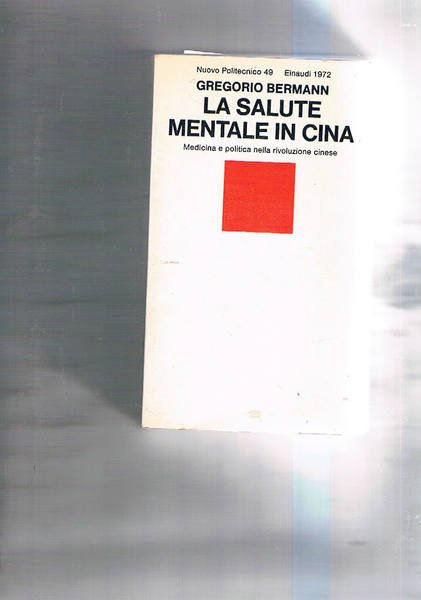 Nuovo Politecnico 49 Einaudi 1972
GREGORIO BERMANN
LA SALUTE
MENTALE IN CINA
Medicina e politica nella rivoluzione cinese